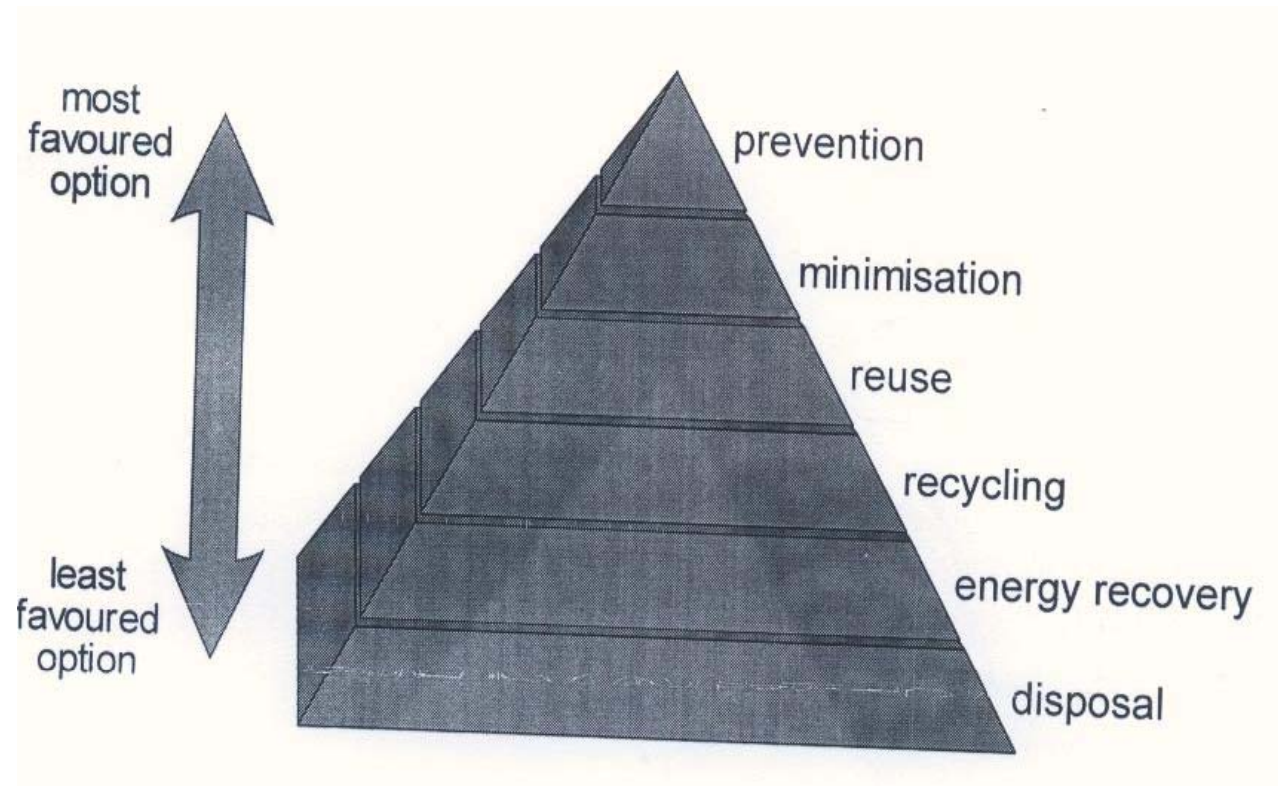 most
favoured
option
prevention
minimisation
reuse
recycling
energy recovery
disposal
least
favoured
option